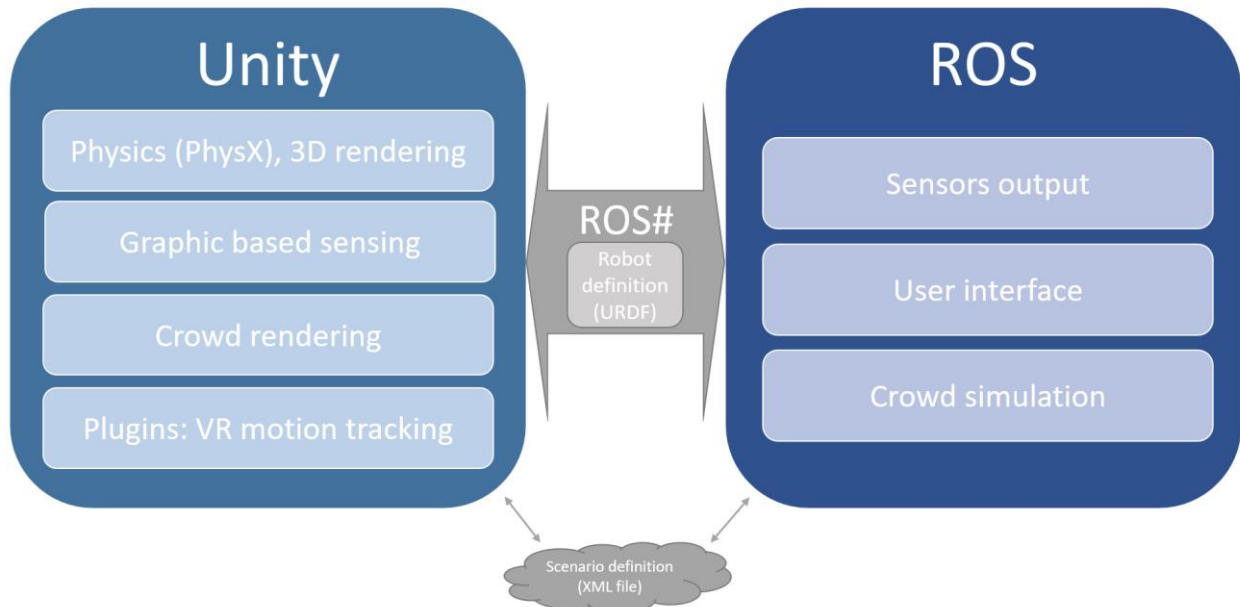 Unity
Physics (PhysX), 3D rendering
Graphic based sensing
Crowd rendering
Plugins: VR motion tracking
ROS#
Robot
definition
(URDF)
ROS
Sensors output
User interface
Crowd simulation
Scenario definition
(XML file)